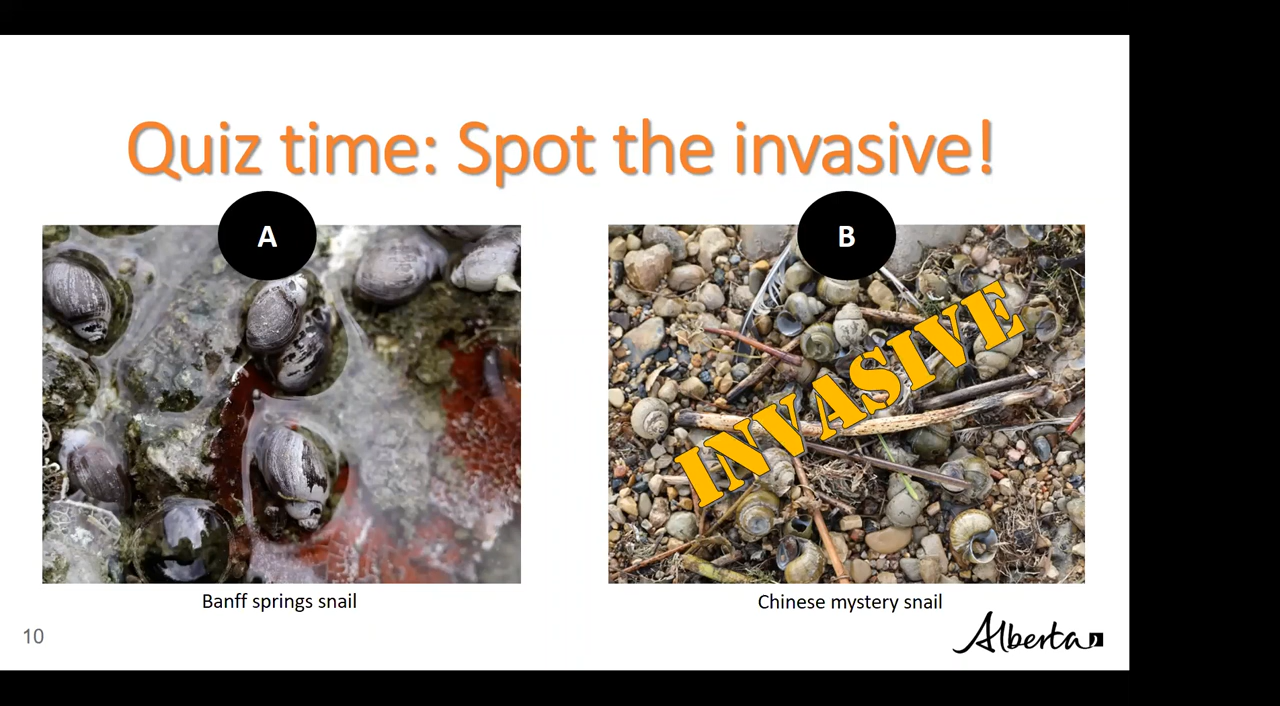 Quiz time: Spot the invasive!
A
B
INVASIVE
Banff springs snail
Chinese mystery snail
10
Alberta